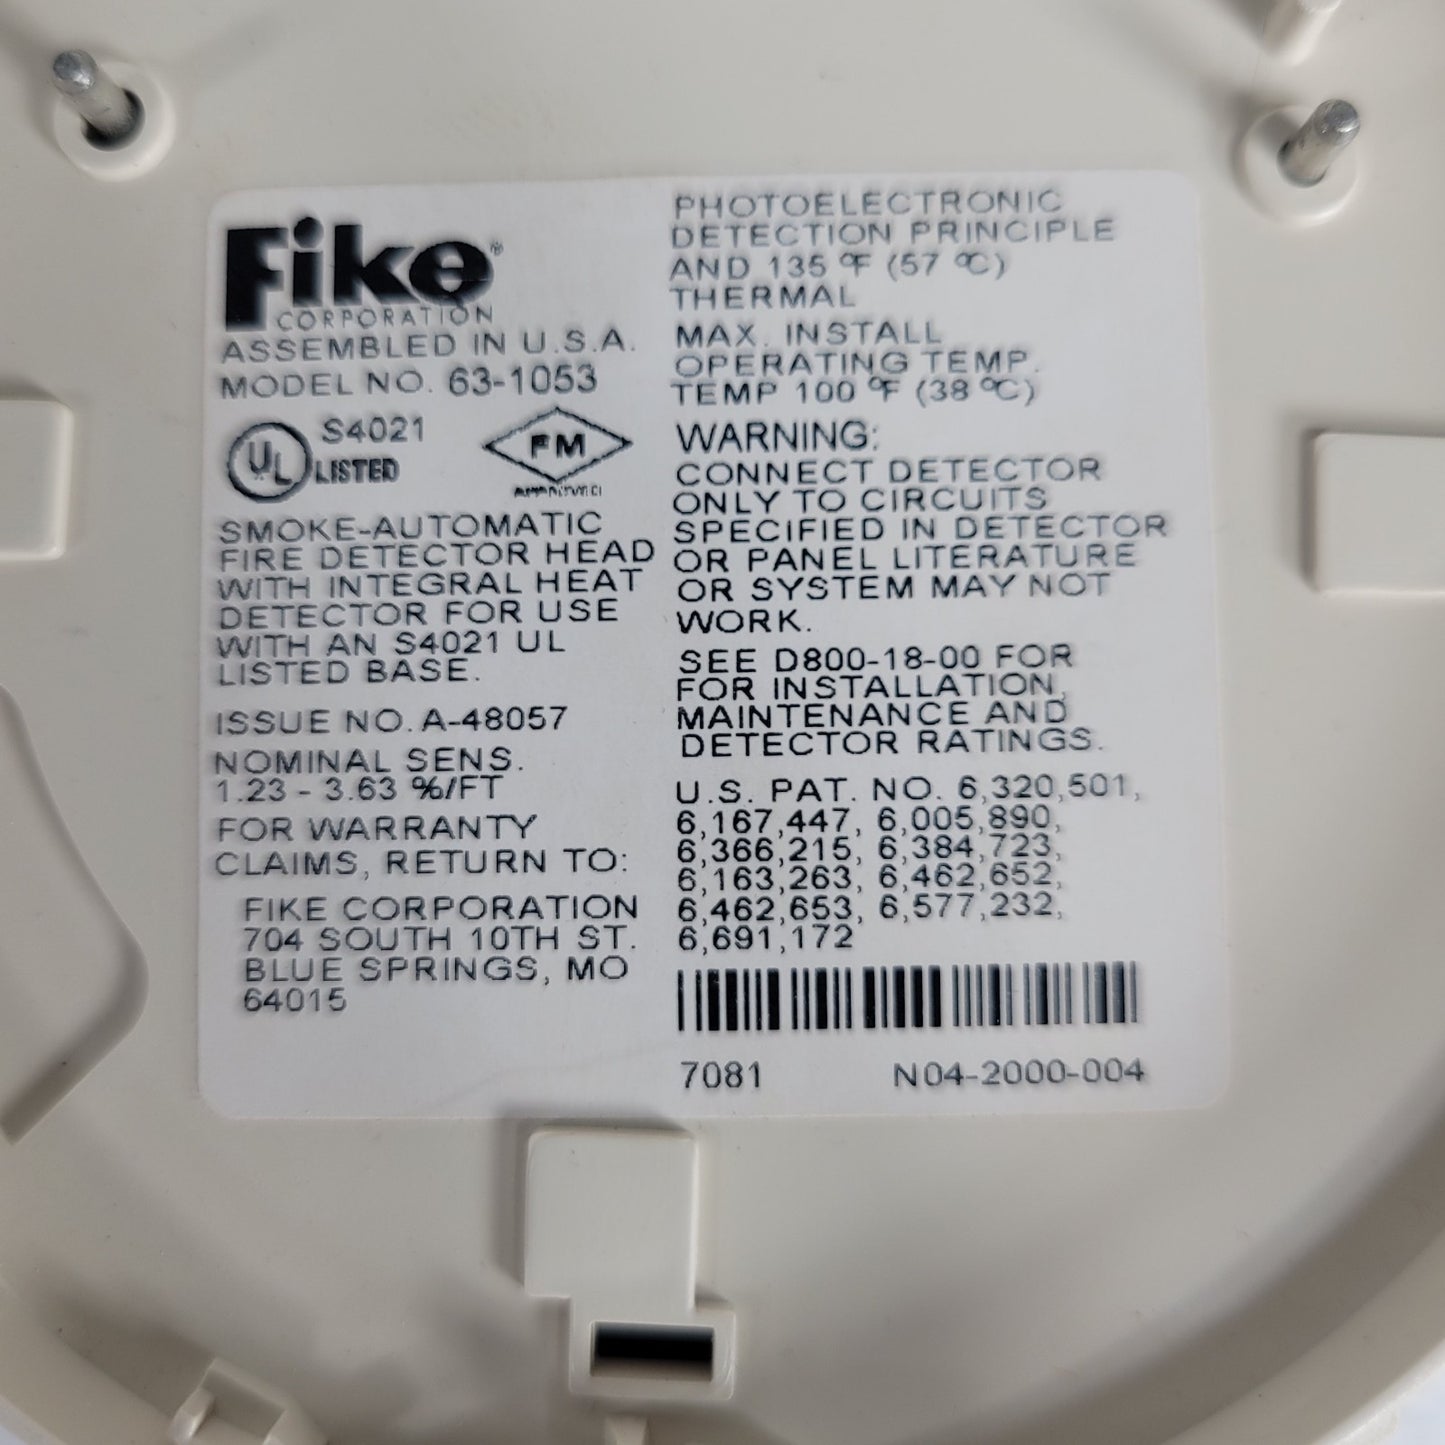 Fike®
CORPORATION
ASSEMBLED IN U.S.A.
MODEL NO. 63-1053
UL
S4021
LISTED
FM
APPROVED
SMOKE-AUTOMATIC
FIRE DETECTOR HEAD
WITH INTEGRAL HEAT
DETECTOR FOR USE
WITH AN S4021 UL
LISTED BASE.
ISSUE NO. A-48057
NOMINAL SENS.
1.23 - 3.63 %/FT
FOR WARRANTY
CLAIMS, RETURN TO:
FIKE CORPORATION
704 SOUTH 10TH ST.
BLUE SPRINGS, MO
64015
PHOTOELECTRONIC
DETECTION PRINCIPLE
AND 135 ºF (57 ºC)
THERMAL
MAX. INSTALL
OPERATING TEMP.
TEMP 100 ºF (38 ºC)
WARNING:
CONNECT DETECTOR
ONLY TO CIRCUITS
SPECIFIED IN DETECTOR
OR PANEL LITERATURE
OR SYSTEM MAY NOT
WORK.
SEE D800-18-00 FOR
FOR INSTALLATION,
MAINTENANCE AND
DETECTOR RATINGS.
U.S. PAT. NO. 6,320,501,
6,167,447, 6,005,890,
6,366,215, 6,384,723,
6,163,263, 6,462,652,
6,462,653, 6,577,232,
6,691,172
7081 N04-2000-004